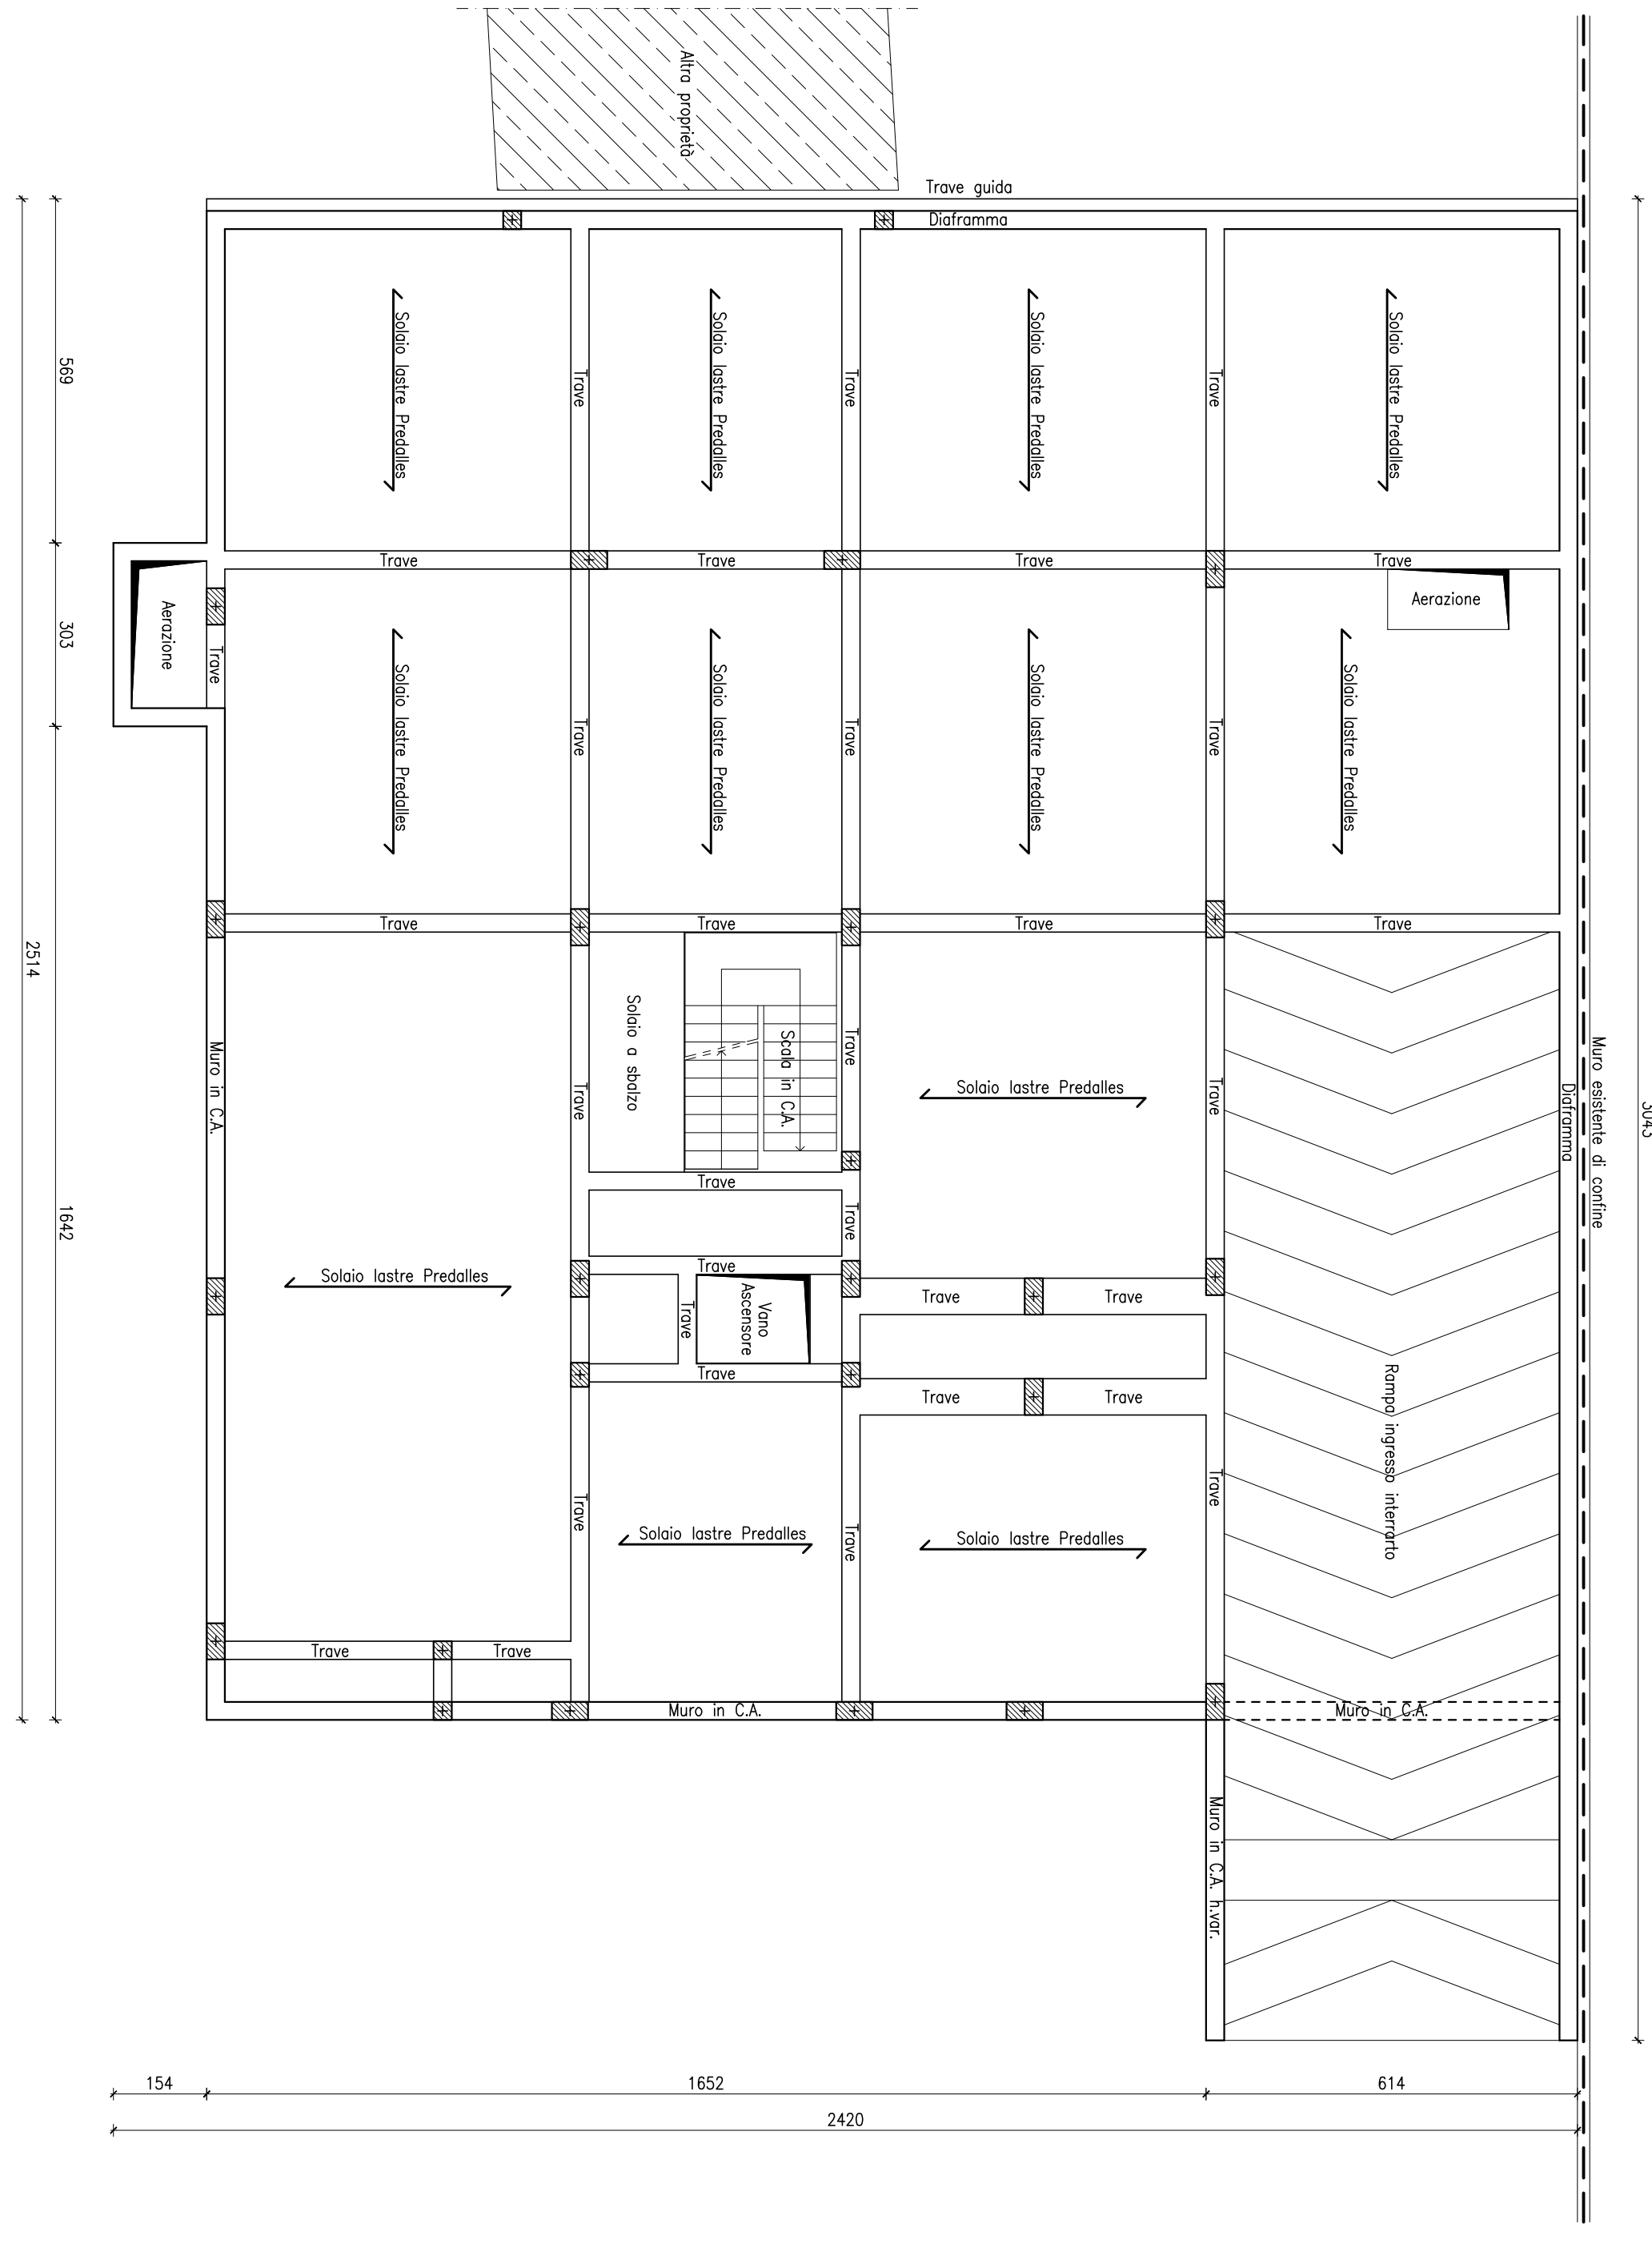 Altra proprietà
Trave guida
Diaframma
Solaio lastre Predalles
Solaio lastre Predalles
Solaio lastre Predalles
Solaio lastre Predalles
Trave
Trave
Trave
569
Trave
Trave
Trave
Trave
Aerazione
Aerazione
303
Trave
Solaio lastre Predalles
Solaio lastre Predalles
Solaio lastre Predalles
Solaio lastre Predalles
Trave
Trave
Trave
Trave
Trave
Trave
Trave
2514
Solaio a sbalzo
Scala in C.A.
Trave
Trave
Trave
Solaio lastre Predalles
Muro in C.A.
Diaframma
Muro esistente di confine
3043
Trave
Trave
1642
Trave
Solaio lastre Predalles
Trave
Vano
Ascensore
Trave
Trave
Trave
Trave
Trave
Rampa ingresso interrarto
Trave
Trave
Trave
Solaio lastre Predalles
Solaio lastre Predalles
Trave
Trave
Muro in C.A.
Muro in C.A.
Muro in C.A. h.var.
154
1652
614
2420